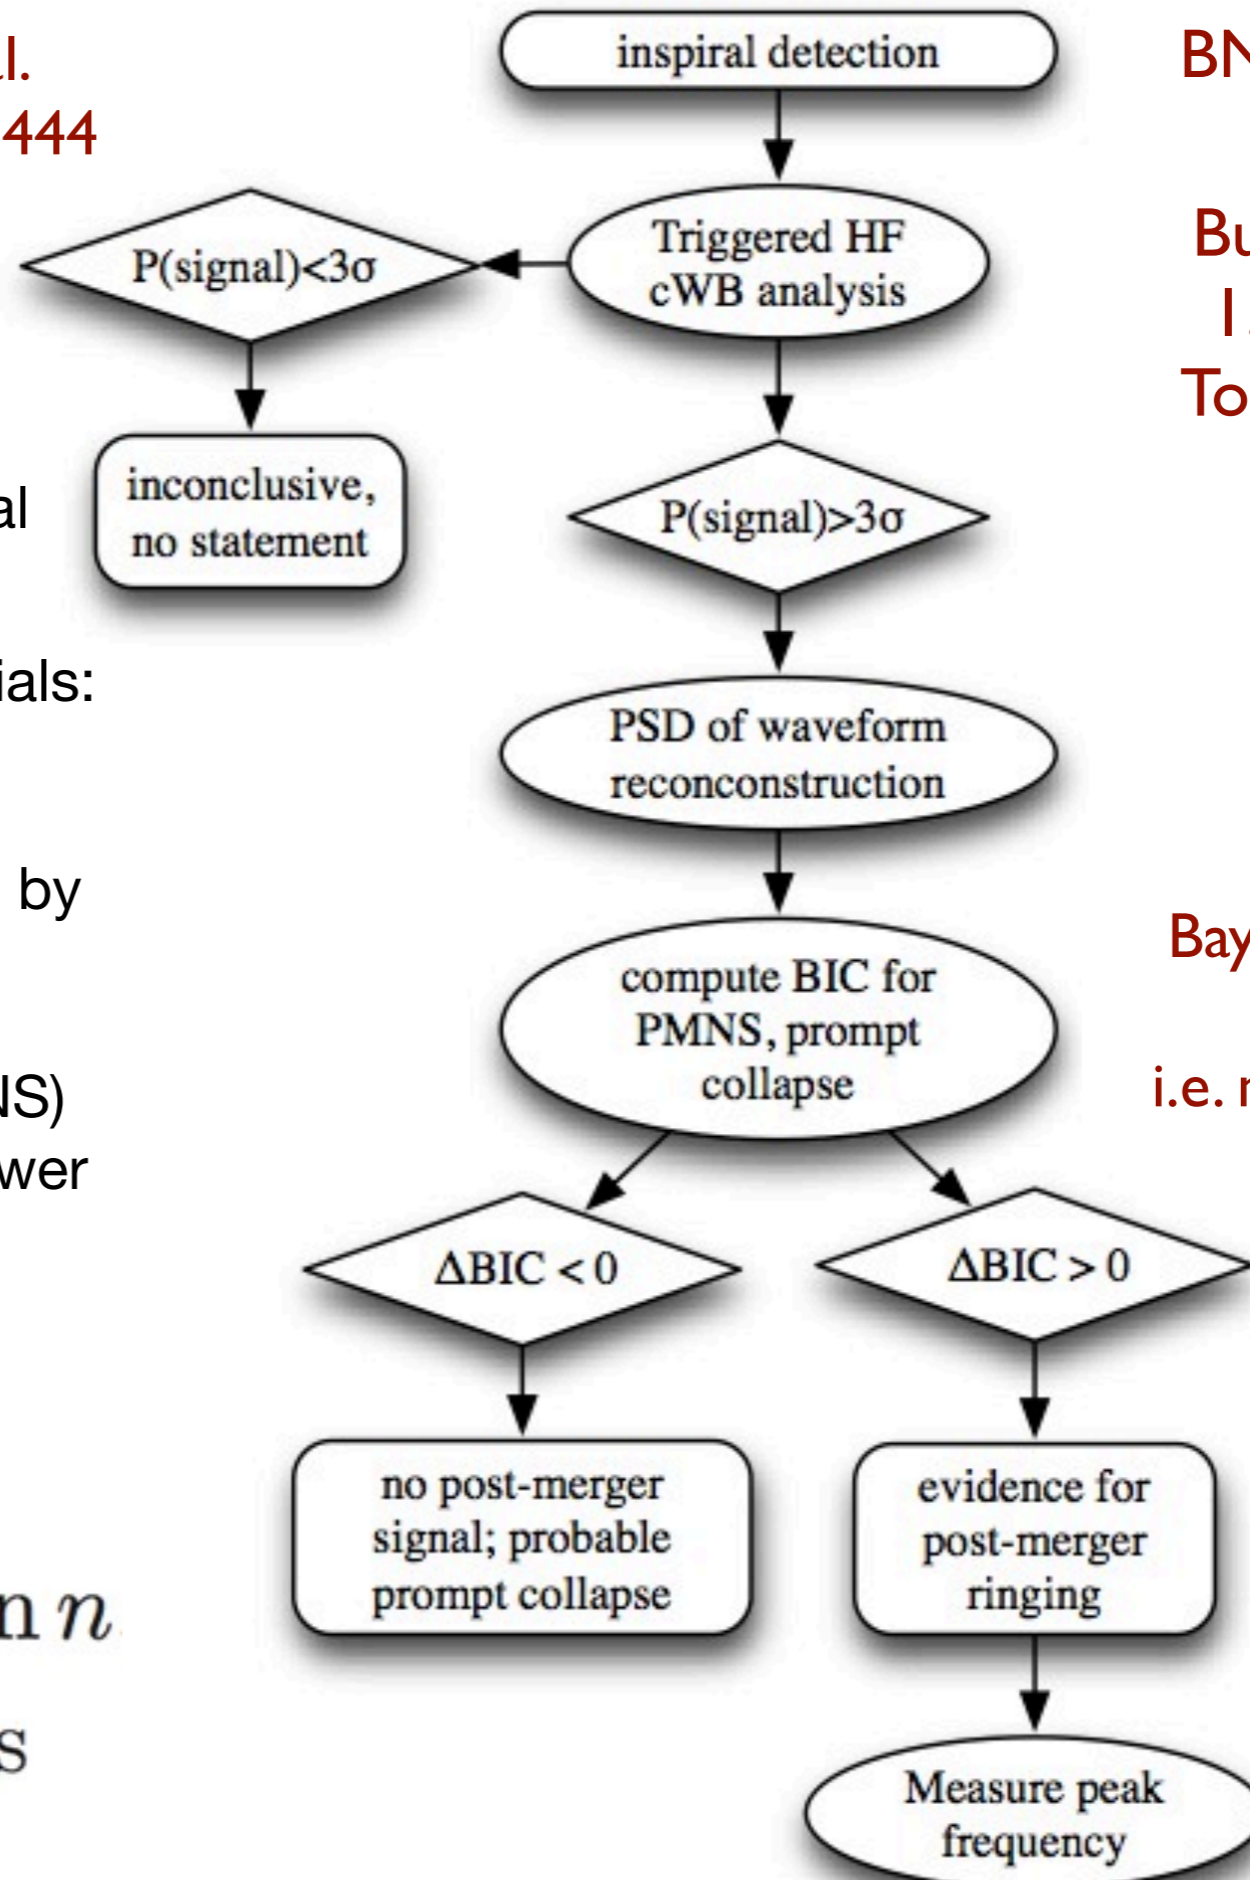 l.
444
inspiral detection
BN
Triggered HF
cWB analysis
P(signal)<3σ
Bu
To
inconclusive,
no statement
al
P(signal)>3σ
ials:
PSD of waveform
reconconstruction
by
Bay
compute BIC for
PMNS, prompt
collapse
i.e.
NS)
wer
ΔBIC < 0
ΔBIC > 0
no post-merger
signal; probable
prompt collapse
evidence for
post-merger
ringing
n n
s
Measure peak
frequency